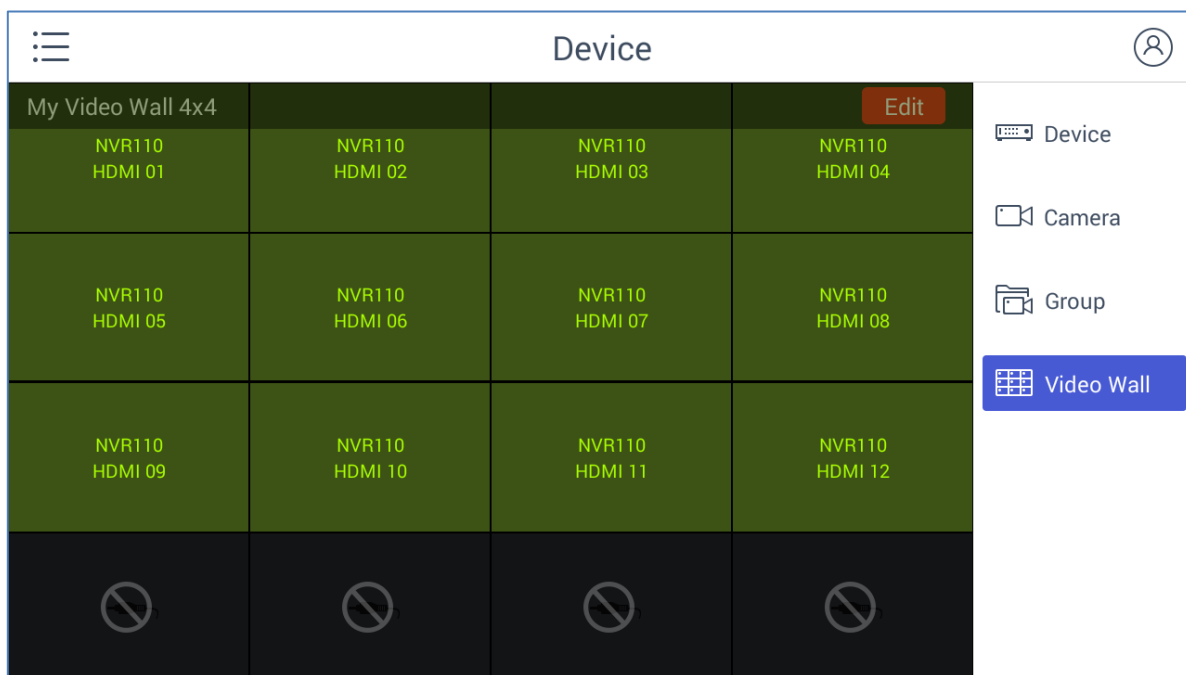 Device
My Video Wall 4x4
Edit
NVR110
HDMI 01
NVR110
HDMI 02
NVR110
HDMI 03
NVR110
HDMI 04
NVR110
HDMI 05
NVR110
HDMI 06
NVR110
HDMI 07
NVR110
HDMI 08
NVR110
HDMI 09
NVR110
HDMI 10
NVR110
HDMI 11
NVR110
HDMI 12
Device
Camera
Group
Video Wall